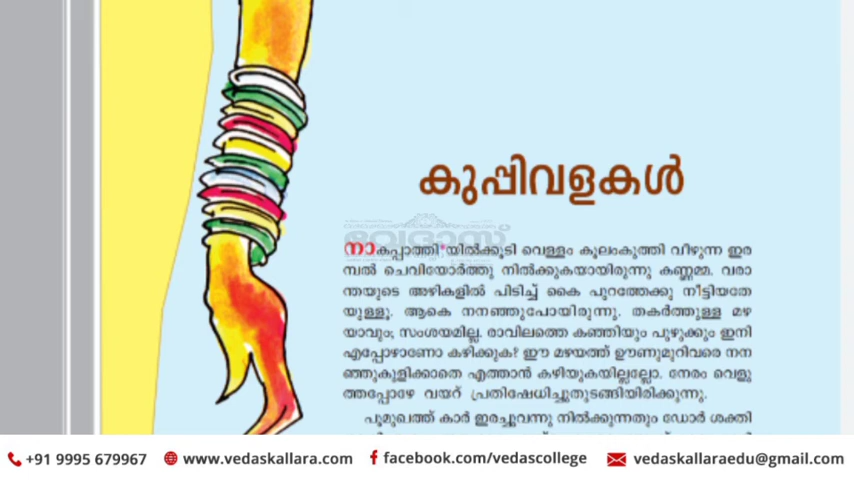 കുപ്പിവളകൾ
നാകപ്പാത്തി*യിൽക്കൂടി വെള്ളം കൂലംകുത്തി വീഴുന്ന ഇര
മ്പൽ ചെവിയോർത്തു നിൽക്കുകയായിരുന്നു കണ്ണമ്മ. വരാ
ന്തയുടെ അഴികളിൽ പിടിച്ച് കൈ പുറത്തേക്കു നീട്ടിയതേ
യുള്ളൂ. ആകെ നനഞ്ഞുപോയിരുന്നു. തകർത്തുള്ള മഴ
യാവും; സംശയമില്ല. രാവിലത്തെ കഞ്ഞിയും പുഴുക്കും ഇനി
എപ്പോഴാണോ കഴിക്കുക? ഈ മഴയത്ത് ഊണുമുറിവരെ നന
ഞ്ഞുകുളിക്കാതെ എത്താൻ കഴിയുകയില്ലല്ലോ. നേരം വെളു
ത്തപ്പോഴേ വയറ് പ്രതിഷേധിച്ചുതുടങ്ങിയിരിക്കുന്നു.
പൂമുഖത്ത് കാർ ഇരച്ചുവന്നു നിൽക്കുന്നതും ഡോർ ശക്തി
വേദാസ്
+91 9995 679967 www.vedaskallara.com facebook.com/vedascollege vedaskallaraedu@gmail.com